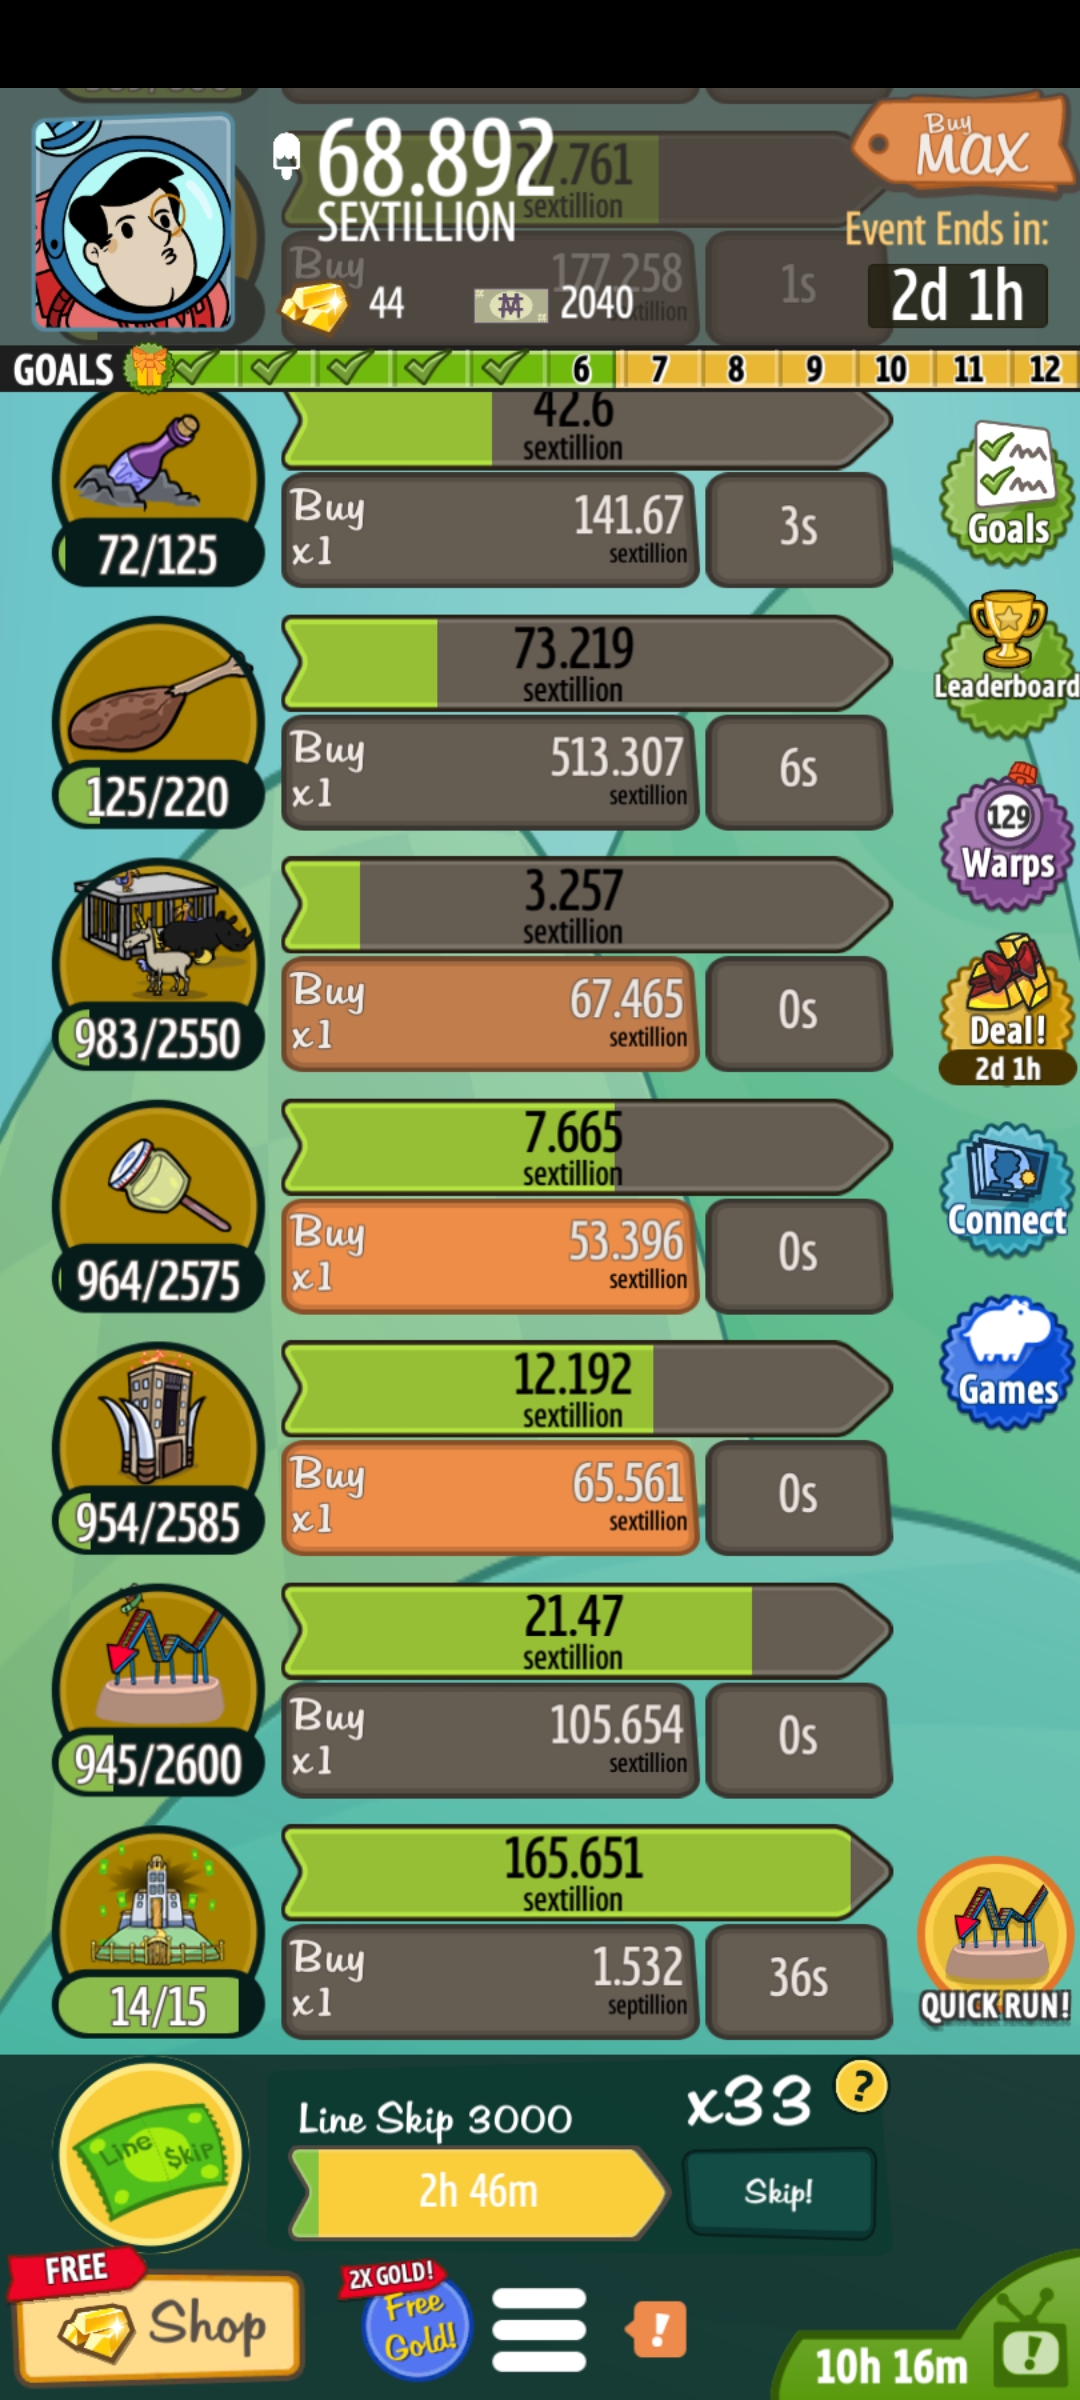 68.892
SEXTILLION
27.761
sextillion
Buy
177.258
1s
44
2040
Buy
MAX
Event Ends in:
2d 1h
GOALS
6 7 8 9 10 11 12
42.6
sextillion
72/125
Buy
x1
141.67
sextillion
3s
Goals
73.219
sextillion
125/220
Buy
x1
513.307
sextillion
6s
Leaderboard
129
Warps
3.257
sextillion
983/2550
Buy
x1
67.465
sextillion
0s
Deal!
2d 1h
7.665
sextillion
964/2575
Buy
x1
53.396
sextillion
0s
Connect
12.192
sextillion
954/2585
Buy
x1
65.561
sextillion
0s
Games
21.47
sextillion
945/2600
Buy
x1
105.654
sextillion
0s
165.651
sextillion
14/15
Buy
x1
1.532
septillion
36s
QUICK RUN!
Line $kip
Line Skip 3000
2h 46m
x33
?
Skip!
FREE
Shop
2X GOLD!
Free
Gold!
!
10h 16m
!